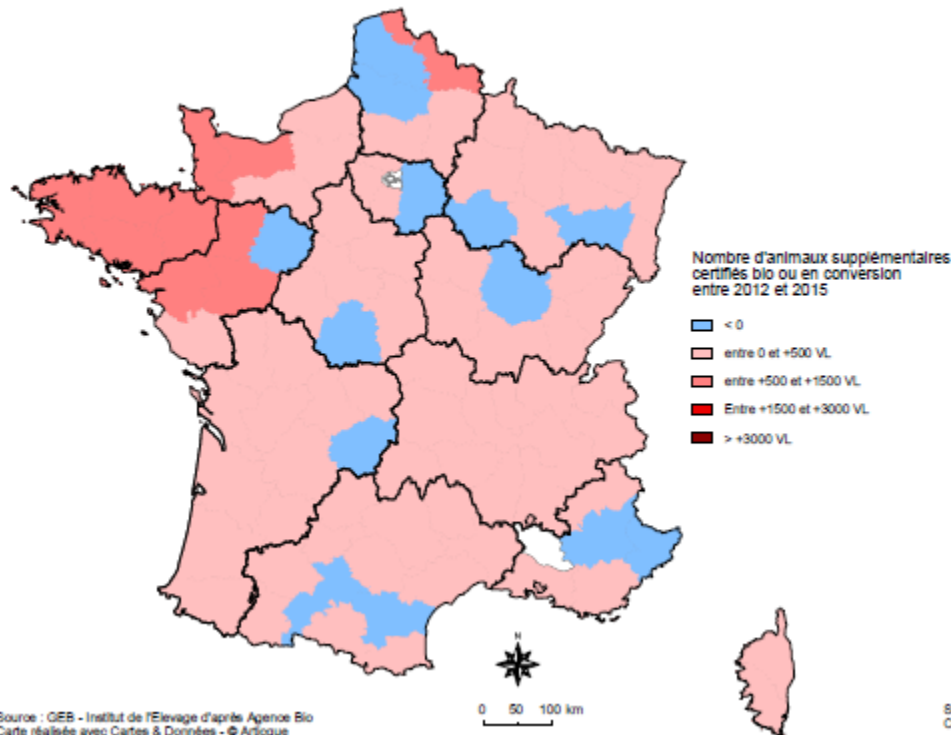 Nombre d'animaux supplémentaires
certifiés bio ou en conversion
entre 2012 et 2015
< 0
entre 0 et +500 VL
entre +500 et +1500 VL
Entre +1500 et +3000 VL
> +3000 VL
N
0 50 100 km
Source : GEB - Institut de l'Elevage d'après Agence Bio
Carte réalisée avec Cartes & Données - © Articque
S
C